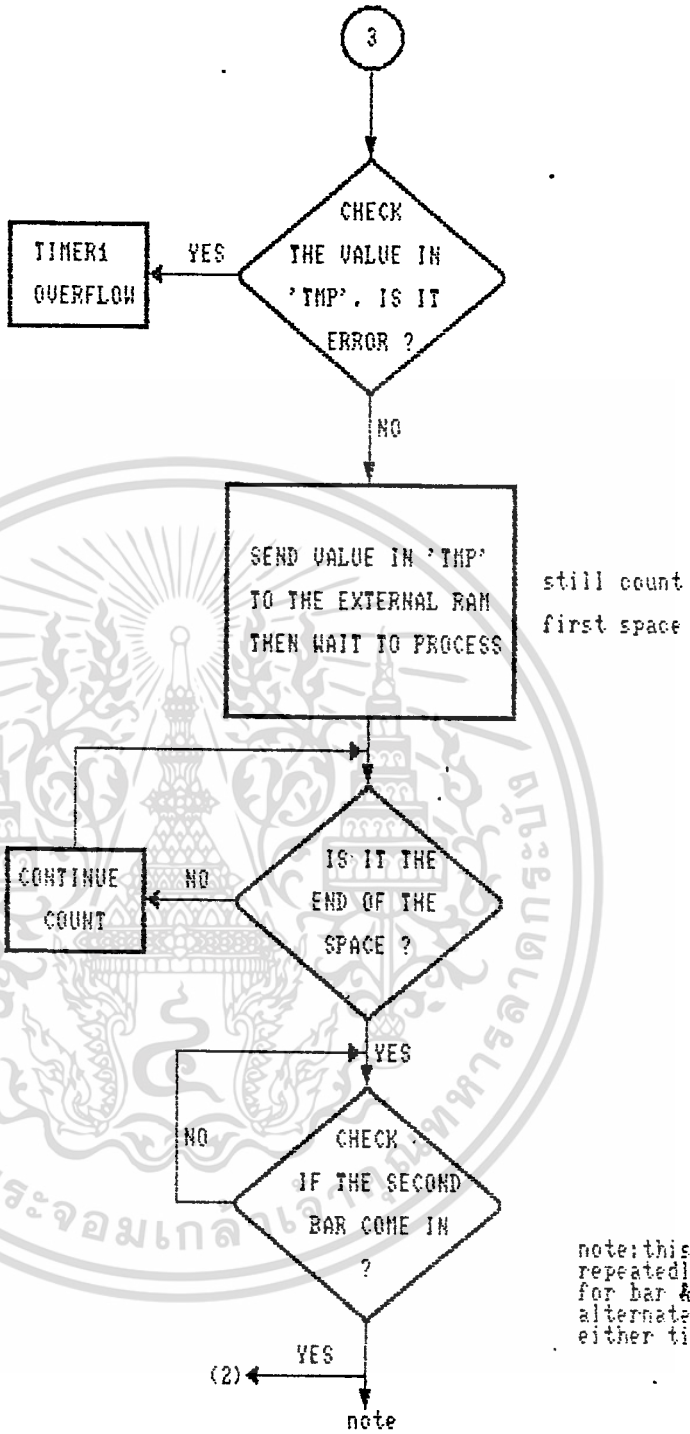 3
CHECK
THE VALUE IN
'TMP'. IS IT
ERROR ?
YES
TIMER1
OVERFLOW
NO
SEND VALUE IN 'TMP'
TO THE EXTERNAL RAM
THEN WAIT TO PROCESS
still count
first space
IS IT THE
END OF THE
SPACE ?
NO
CONTINUE
COUNT
YES
CHECK
IF THE SECOND
BAR COME IN
?
NO
YES
(2)
note
note:this
repeatedl
for bar &
alternate
either ti